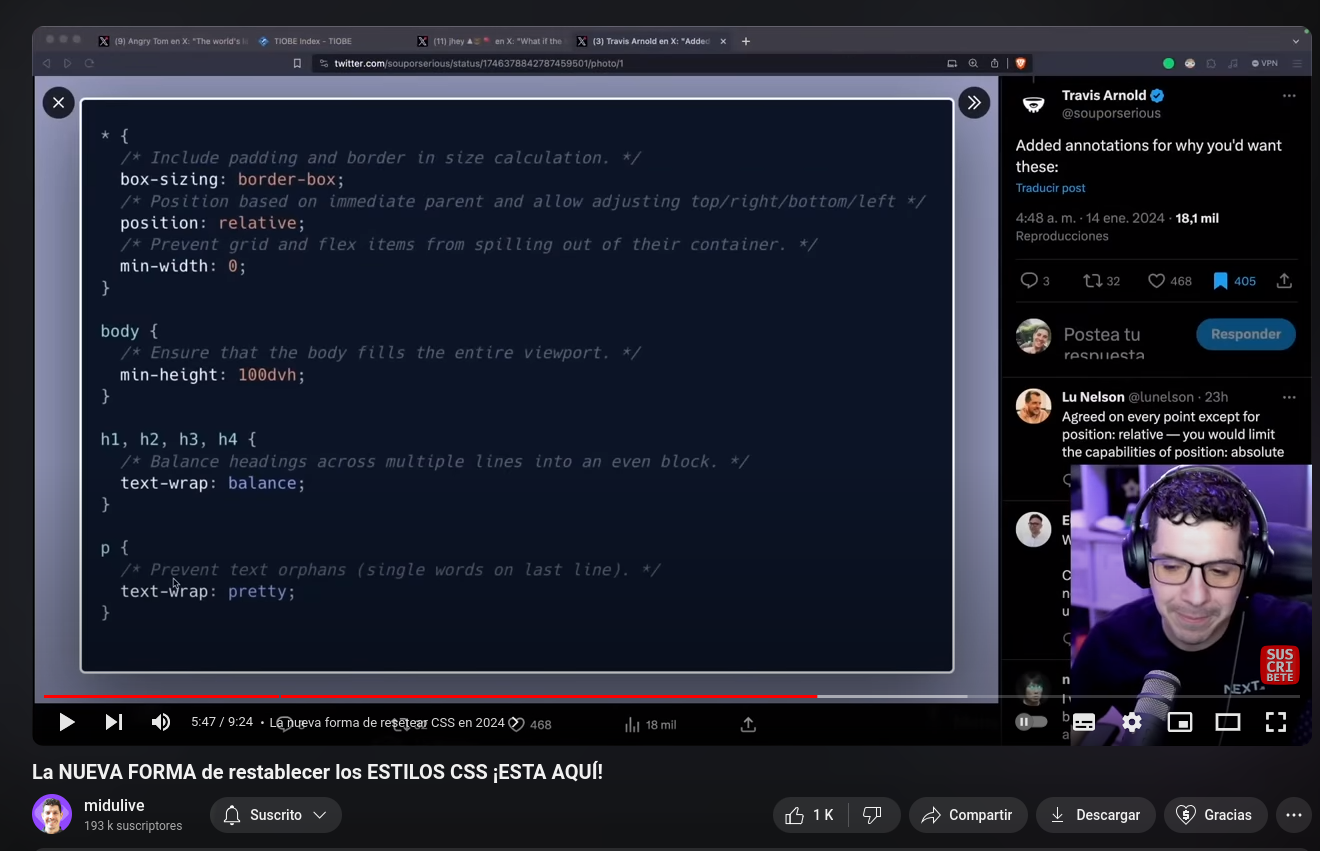 (9) Angry Tom en X: "The world's
TIOBE Index - TIOBE
(11) jhey
en X: "What if the
(3) Travis Arnold en X: "Added
twitter.com/souporserious/status/1746378842787459501/photo/1
VPN
* {
/* Include padding and border in size calculation. */
box-sizing: border-box;
/* Position based on immediate parent and allow adjusting top/right/bottom/left */
position: relative;
/* Prevent grid and flex items from spilling out of their container. */
min-width: 0;
}
body {
/* Ensure that the body fills the entire viewport. */
min-height: 100dvh;
}
h1, h2, h3, h4 {
/* Balance headings across multiple lines into an even block. */
text-wrap: balance;
}
p {
/* Prevent text orphans (single words on last line). */
text-wrap: pretty;
}
Travis Arnold
@souporserious
Added annotations for why you'd want
these:
Traducir post
4:48 a. m. · 14 ene. 2024 · 18,1 mil
Reproducciones
3
32
468
405
Postea tu
respuesta
Responder
Lu Nelson @lunelson · 23h
Agreed on every point except for
position: relative — you would limit
the capabilities of position: absolute
NEXT
SUS
CRI
BETE
5:47 / 9:24 • La nueva forma de resetear CSS en 2024
468
18 mil
La NUEVA FORMA de restablecer los ESTILOS CSS ¡ESTA AQUÍ!
midulive
193 k suscriptores
Suscrito
1 K
Compartir
Descargar
Gracias